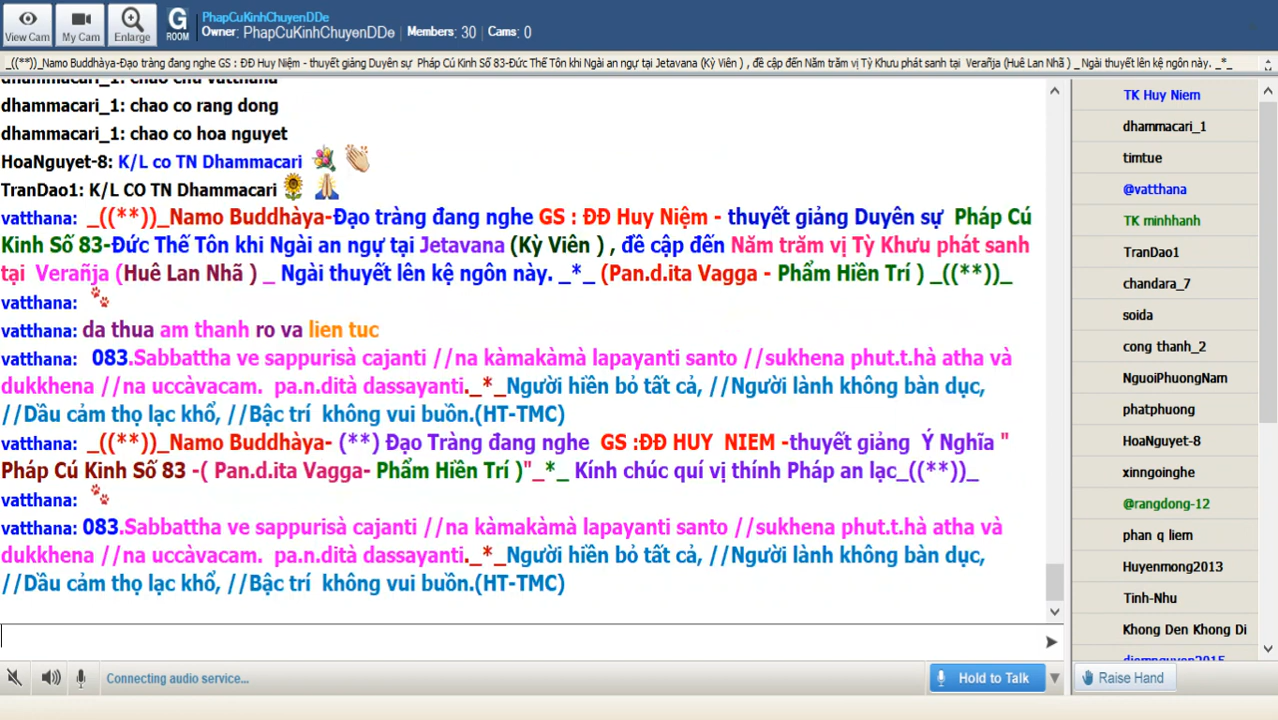 View Cam
My Cam
Enlarge
G
ROOM
PhapCuKinhChuyenDDe
Owner: PhapCuKinhChuyenDDe Members: 30 Cams: 0
_((**))_Namo Buddhàya-Đạo tràng đang nghe GS : ĐĐ Huy Niệm - thuyết giảng Duyên sự Pháp Cú Kinh Số 83-Đức Thế Tôn khi Ngài an ngự tại Jetavana (Kỳ Viên ) , đề cập đến Năm trăm vị Tỳ Khưu phát sanh tại Verañja (Huê Lan Nhã ) _ Ngài thuyết lên kệ ngôn này. _*_
dhammacari_1: chao chu vatthana
dhammacari_1: chao co rang dong
dhammacari_1: chao co hoa nguyet
HoaNguyet-8: K/L co TN Dhammacari
TranDao1: K/L CO TN Dhammacari
vatthana: _((**))_Namo Buddhàya-Đạo tràng đang nghe GS : ĐĐ Huy Niệm - thuyết giảng Duyên sự Pháp Cú
Kinh Số 83-Đức Thế Tôn khi Ngài an ngự tại Jetavana (Kỳ Viên ) , đề cập đến Năm trăm vị Tỳ Khưu phát sanh
tại Verañja (Huê Lan Nhã ) _ Ngài thuyết lên kệ ngôn này. _*_ (Pan.d.ita Vagga - Phẩm Hiền Trí ) _((**))_
vatthana:
vatthana: da thua am thanh ro va lien tuc
vatthana: 083.Sabbattha ve sappurisà cajanti //na kàmakàmà lapayanti santo //sukhena phut.t.hà atha và
dukkhena //na uccàvacam. pa.n.dità dassayanti._*_Người hiền bỏ tất cả, //Người lành không bàn dục,
//Dầu cảm thọ lạc khổ, //Bậc trí không vui buồn.(HT-TMC)
vatthana: _((**))_Namo Buddhàya- (**) Đạo Tràng đang nghe GS :ĐĐ HUY NIEM -thuyết giảng Ý Nghĩa "
Pháp Cú Kinh Số 83 -( Pan.d.ita Vagga- Phẩm Hiền Trí )"_*_ Kính chúc quí vị thính Pháp an lạc_((**))_
vatthana:
vatthana: 083.Sabbattha ve sappurisà cajanti //na kàmakàmà lapayanti santo //sukhena phut.t.hà atha và
dukkhena //na uccàvacam. pa.n.dità dassayanti._*_Người hiền bỏ tất cả, //Người lành không bàn dục,
//Dầu cảm thọ lạc khổ, //Bậc trí không vui buồn.(HT-TMC)
Connecting audio service...
Hold to Talk
TK Huy Niem
dhammacari_1
timtue
@vatthana
TK minhhanh
TranDao1
chandara_7
soida
cong thanh_2
NguoiPhuongNam
phatphuong
HoaNguyet-8
xinngoinghe
@rangdong-12
phan q liem
Huyenmong2013
Tinh-Nhu
Khong Den Khong Di
diemnguyen2015
Raise Hand